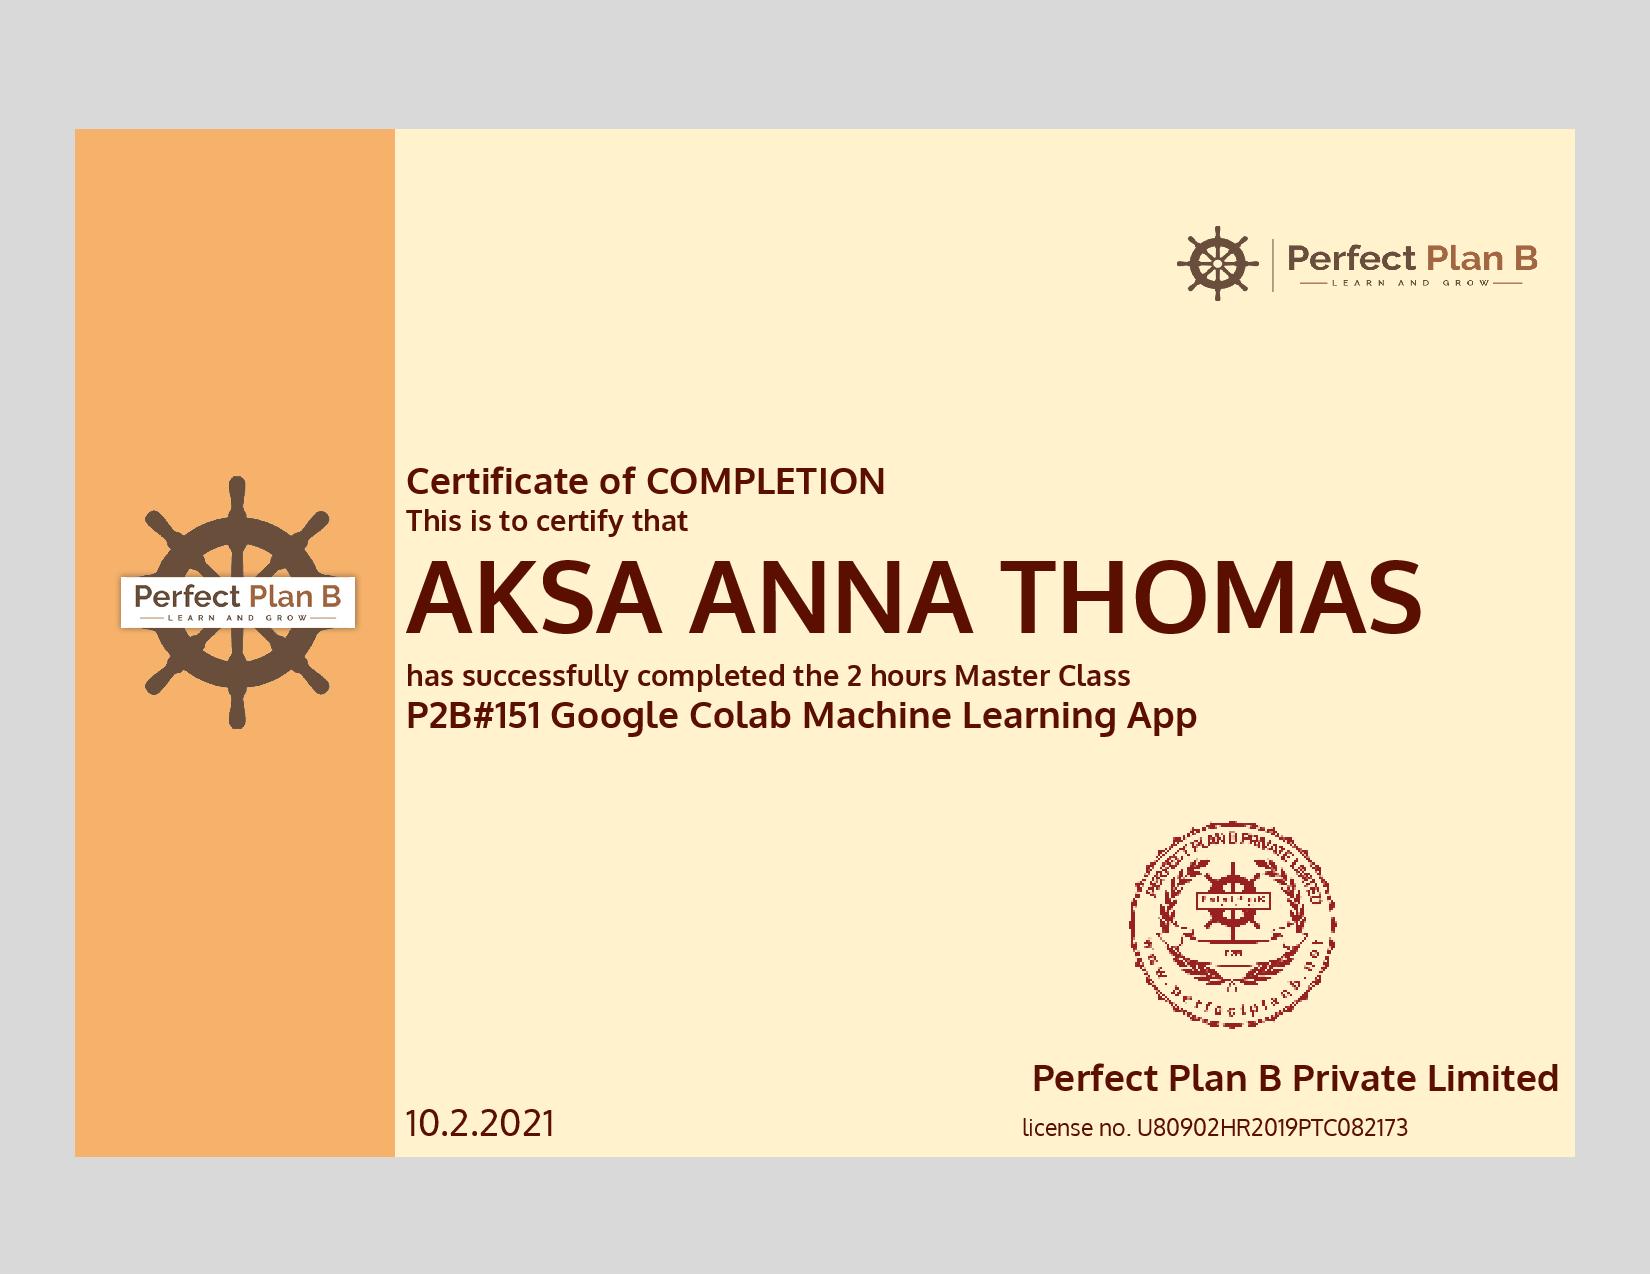 Perfect Plan B
LEARN AND GROW
Certificate of COMPLETION
This is to certify that
AKSA ANNA THOMAS
Perfect Plan B
LEARN AND GROW
has successfully completed the 2 hours Master Class
P2B#151 Google Colab Machine Learning App
PERFECT PLAN B PRIVATE LIMITED
www.perfectplanb.net
Perfect Plan B Private Limited
10.2.2021
license no. U80902HR2019PTC082173